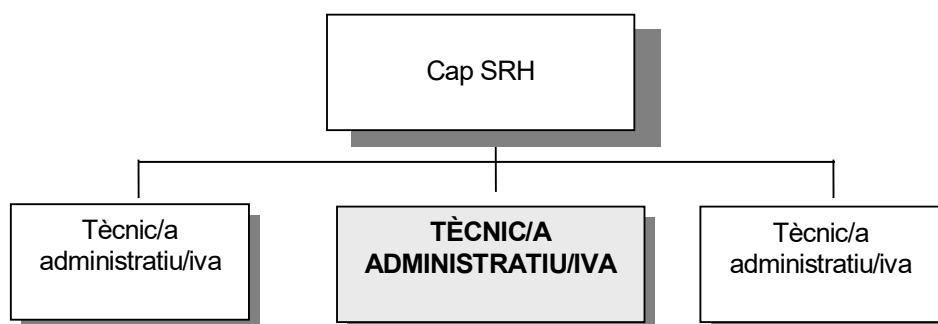 Cap SRH
Tècnic/a
administratiu/iva
TÈCNIC/A
ADMINISTRATIU/IVA
Tècnic/a
administratiu/iva